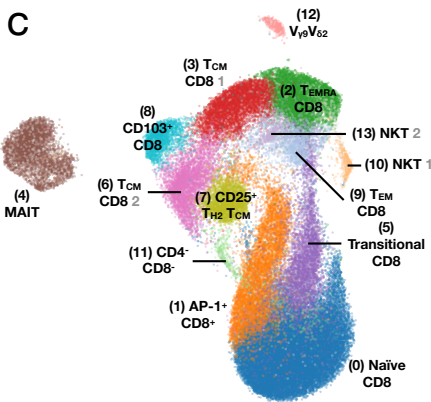 C
(12)
Vγ9Vδ2
(3) TCM
CD8 1
(2) TEMRA
CD8
(8)
CD103+
CD8
(13) NKT 2
(10) NKT 1
(4)
MAIT
(6) TCM
CD8 2
(7) CD25+
TH2 TCM
(9) TEM
CD8
(5)
Transitional
CD8
(11) CD4-
CD8-
(1) AP-1+
CD8+
(0) Naïve
CD8